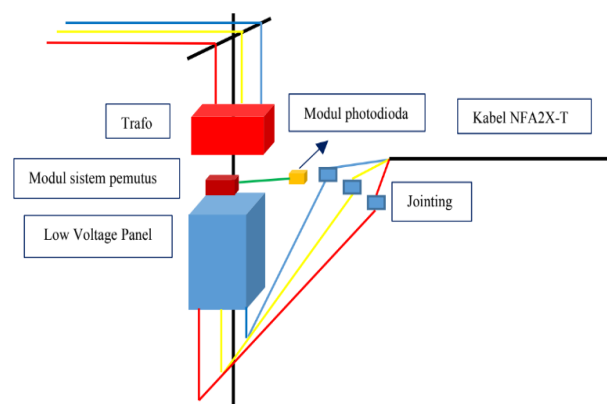 Trafo
Modul photodioda
Kabel NFA2X-T
Modul sistem pemutus
Jointing
Low Voltage Panel